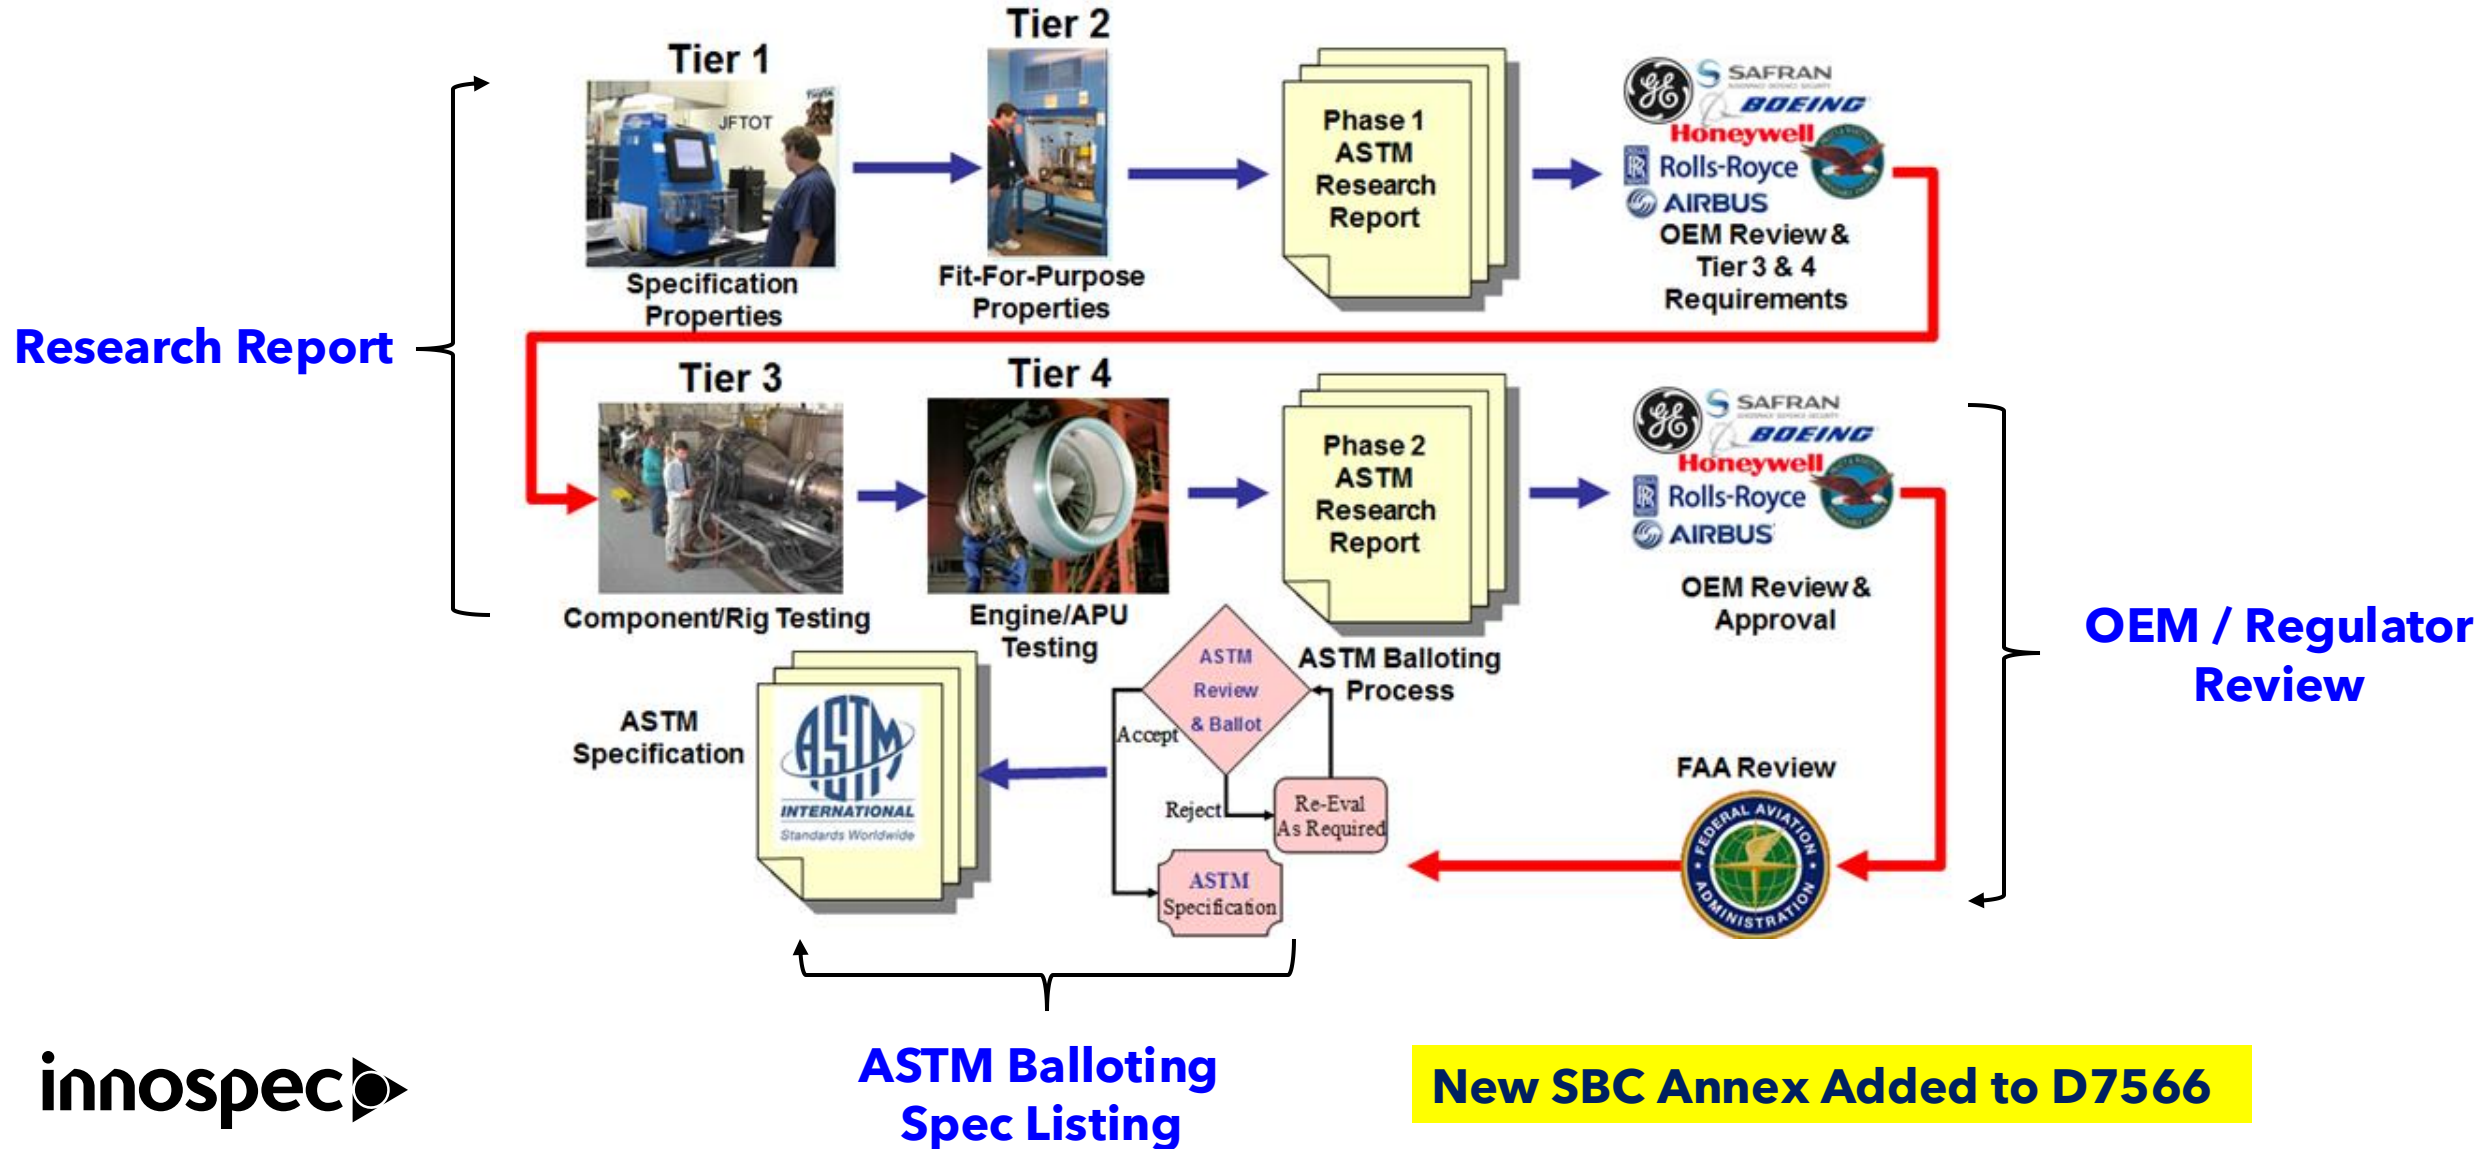 Tier 1
JFTOT
Specification
Properties
Tier 2
Fit-For-Purpose
Properties
Phase 1
ASTM
Research
Report
GE
SAFRAN
BOEING
Honeywell
Rolls-Royce
AIRBUS
OEM Review &
Tier 3 & 4
Requirements
Research Report
Tier 3
Component/Rig Testing
Tier 4
Engine/APU
Testing
Phase 2
ASTM
Research
Report
GE
SAFRAN
BOEING
Honeywell
Rolls-Royce
AIRBUS
OEM Review &
Approval
OEM / Regulator
Review
FAA Review
FEDERAL AVIATION
ADMINISTRATION
ASTM Balloting
Process
ASTM
Review
& Ballot
Accept
Reject
Re-Eval
As Required
ASTM
Specification
ASTM
Specification
ASTM
INTERNATIONAL
Standards Worldwide
ASTM Balloting
Spec Listing
innospec
New SBC Annex Added to D7566